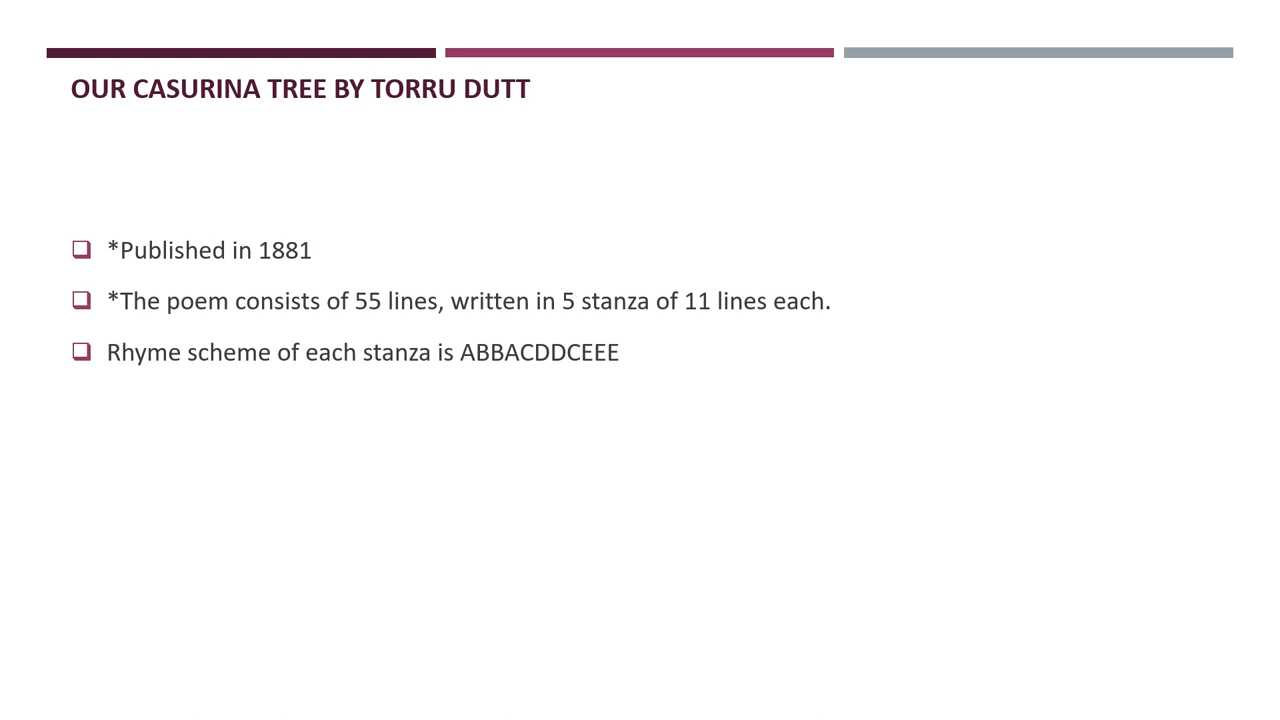 OUR CASURINA TREE BY TORRU DUTT
*Published in 1881
*The poem consists of 55 lines, written in 5 stanza of 11 lines each.
Rhyme scheme of each stanza is ABBACDDCEEE